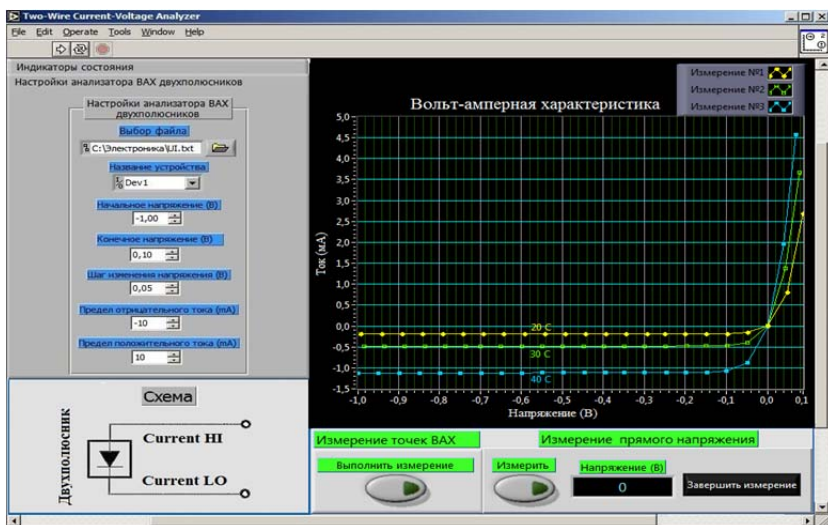 Two-Wire Current-Voltage Analyzer
File Edit Operate Tools Window Help
Индикаторы состояния
Настройки анализатора ВАХ двухполюсников
Настройки анализатора ВАХ
двухполюсников
Выбор файла
C:\Электроника\UI.txt
Название устройства
Dev1
Начальное напряжение (В)
-1,00
Конечное напряжение (В)
0,10
Шаг изменения напряжения (В)
0,05
Предел отрицательного тока (mA)
-10
Предел положительного тока (mA)
10
Схема
Двухполюсник
Current HI
Current LO
Измерение №1
Измерение №2
Измерение №3
Вольт-амперная характеристика
Ток (мА)
5,0
4,5
4,0
3,5
3,0
2,5
2,0
1,5
1,0
0,5
0,0
-0,5
-1,0
-1,5
20 C
30 C
40 C
-1,0 -0,9 -0,8 -0,7 -0,6 -0,5 -0,4 -0,3 -0,2 -0,1 0,0 0,1
Напряжение (В)
Измерение точек ВАХ
Выполнить измерение
Измерение прямого напряжения
Измерить
Напряжение (В)
0
Завершить измерение